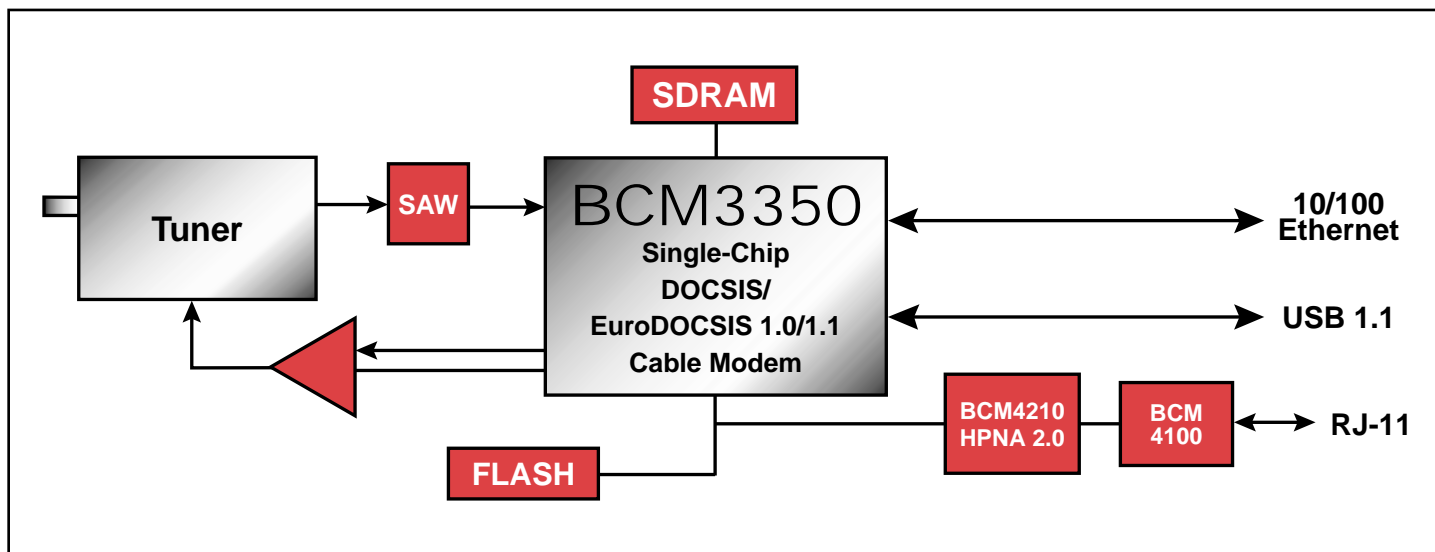 SDRAM
Tuner
SAW
BCM3350
Single-Chip
DOCSIS/
EuroDOCSIS 1.0/1.1
Cable Modem
10/100
Ethernet
USB 1.1
BCM4210
HPNA 2.0
BCM
4100
RJ-11
FLASH